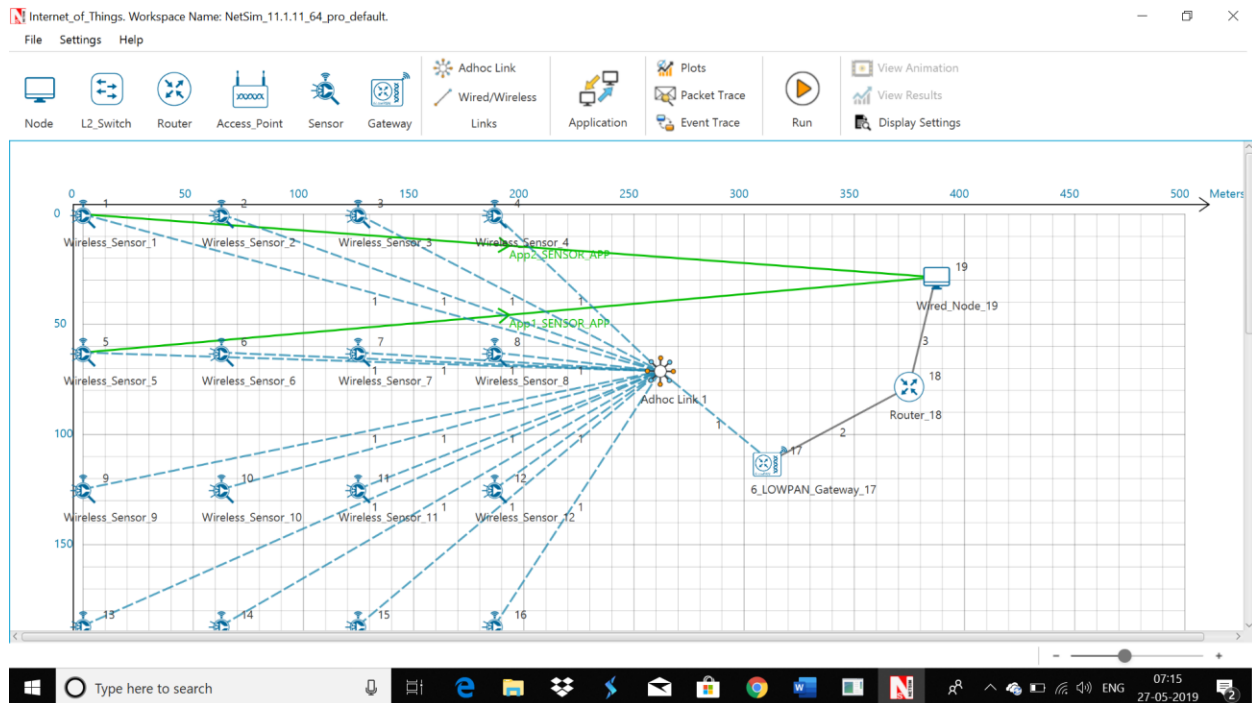 Internet_of_Things. Workspace Name: NetSim_11.1.11_64_pro_default.
File Settings Help
Adhoc Link
Wired/Wireless
Plots
Packet Trace
Event Trace
View Animation
View Results
Display Settings
Node L2_Switch Router Access_Point Sensor Gateway Links Application Run
0 50 100 150 200 250 300 350 400 450 500 Meters
0
1 2 3 4
Wireless_Sensor_1 Wireless_Sensor_2 Wireless_Sensor_3 Wireless_Sensor_4
App2_SENSOR_APP
19
Wired_Node_19
1 1 1
50
App1_SENSOR_APP
3
5 6 7 8
Wireless_Sensor_5 Wireless_Sensor_6 Wireless_Sensor_7 Wireless_Sensor_8
1 1 1
Adhoc Link 1
18
Router_18
100
1 1 1
1
2
17
6_LOWPAN_Gateway_17
9 10 11 12
Wireless_Sensor_9 Wireless_Sensor_10 Wireless_Sensor_11 Wireless_Sensor_12
1 1 1
150
13 14 15 16
Type here to search
ENG
07:15
27-05-2019
2